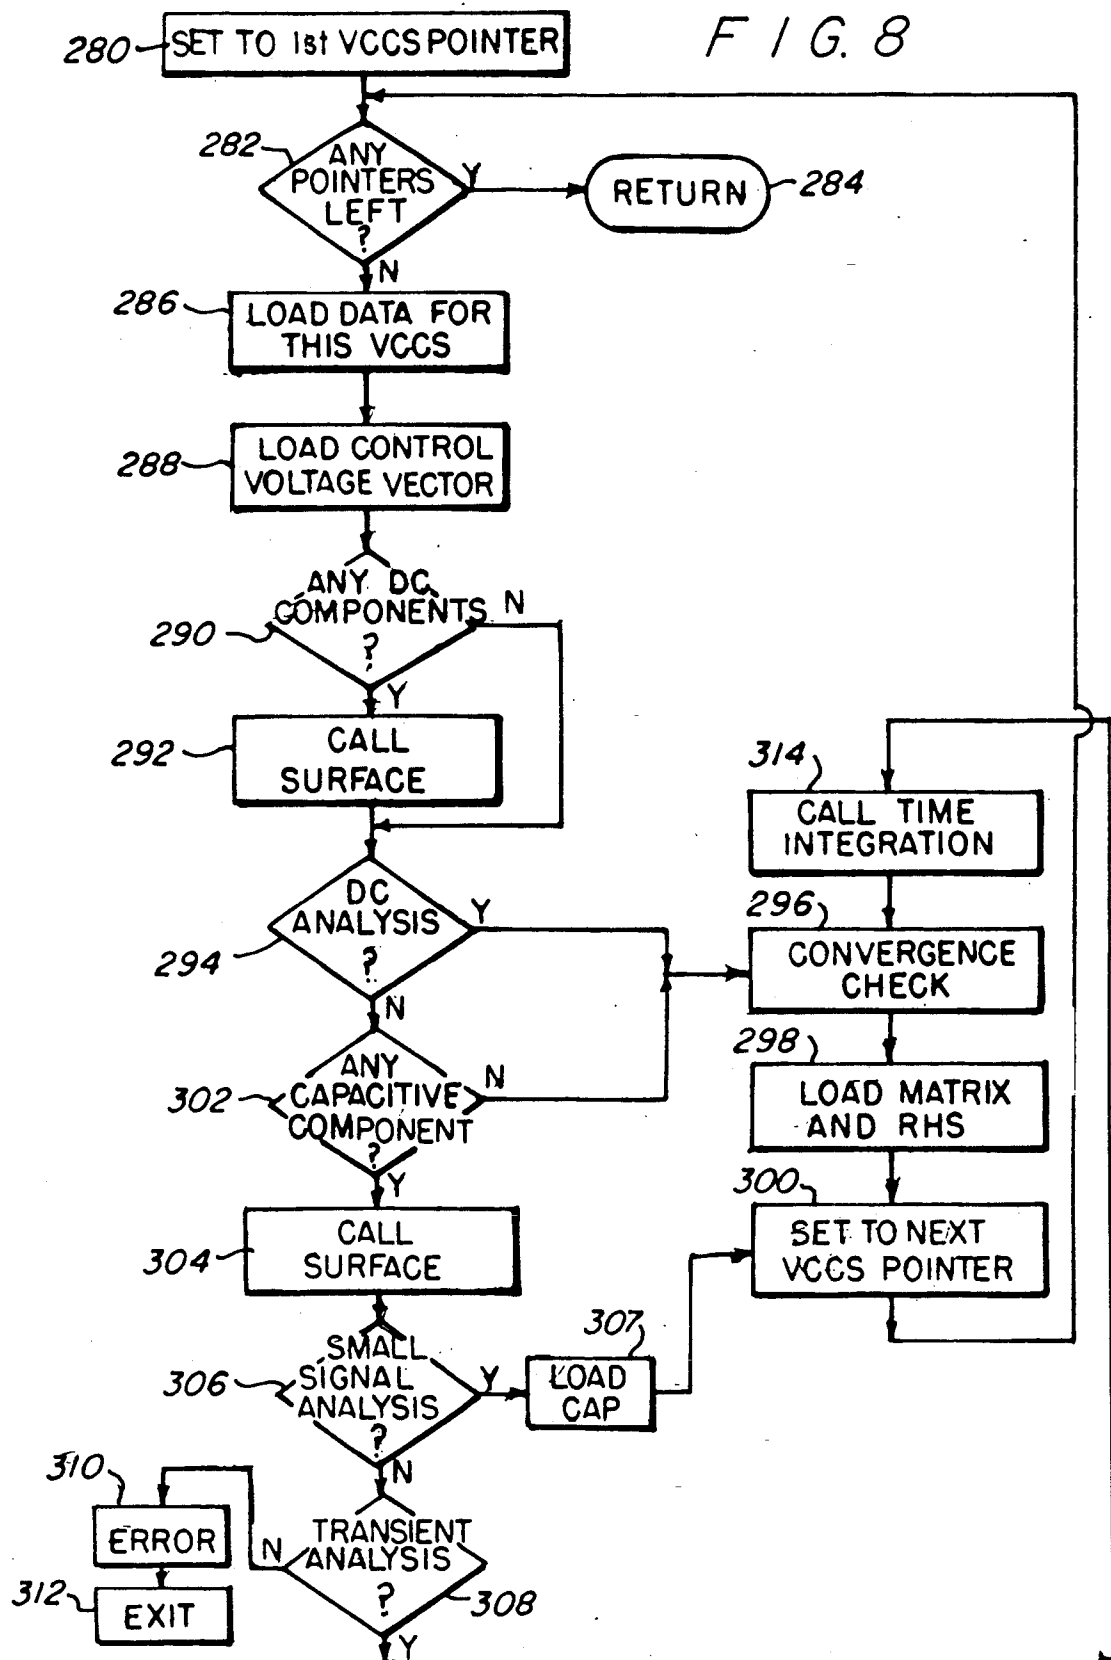 FIG. 8
280
SET TO 1st VCCS POINTER
282
ANY
POINTERS
LEFT
?
Y
RETURN
284
N
286
LOAD DATA FOR
THIS VCCS
288
LOAD CONTROL
VOLTAGE VECTOR
290
ANY DC
COMPONENTS
?
N
Y
292
CALL
SURFACE
294
DC
ANALYSIS
?
Y
N
302
ANY
CAPACITIVE
COMPONENT
?
N
Y
304
CALL
SURFACE
306
SMALL
SIGNAL
ANALYSIS
?
Y
N
307
LOAD
CAP
308
TRANSIENT
ANALYSIS
?
N
Y
310
ERROR
312
EXIT
314
CALL TIME
INTEGRATION
296
CONVERGENCE
CHECK
298
LOAD MATRIX
AND RHS
300
SET TO NEXT
VCCS POINTER